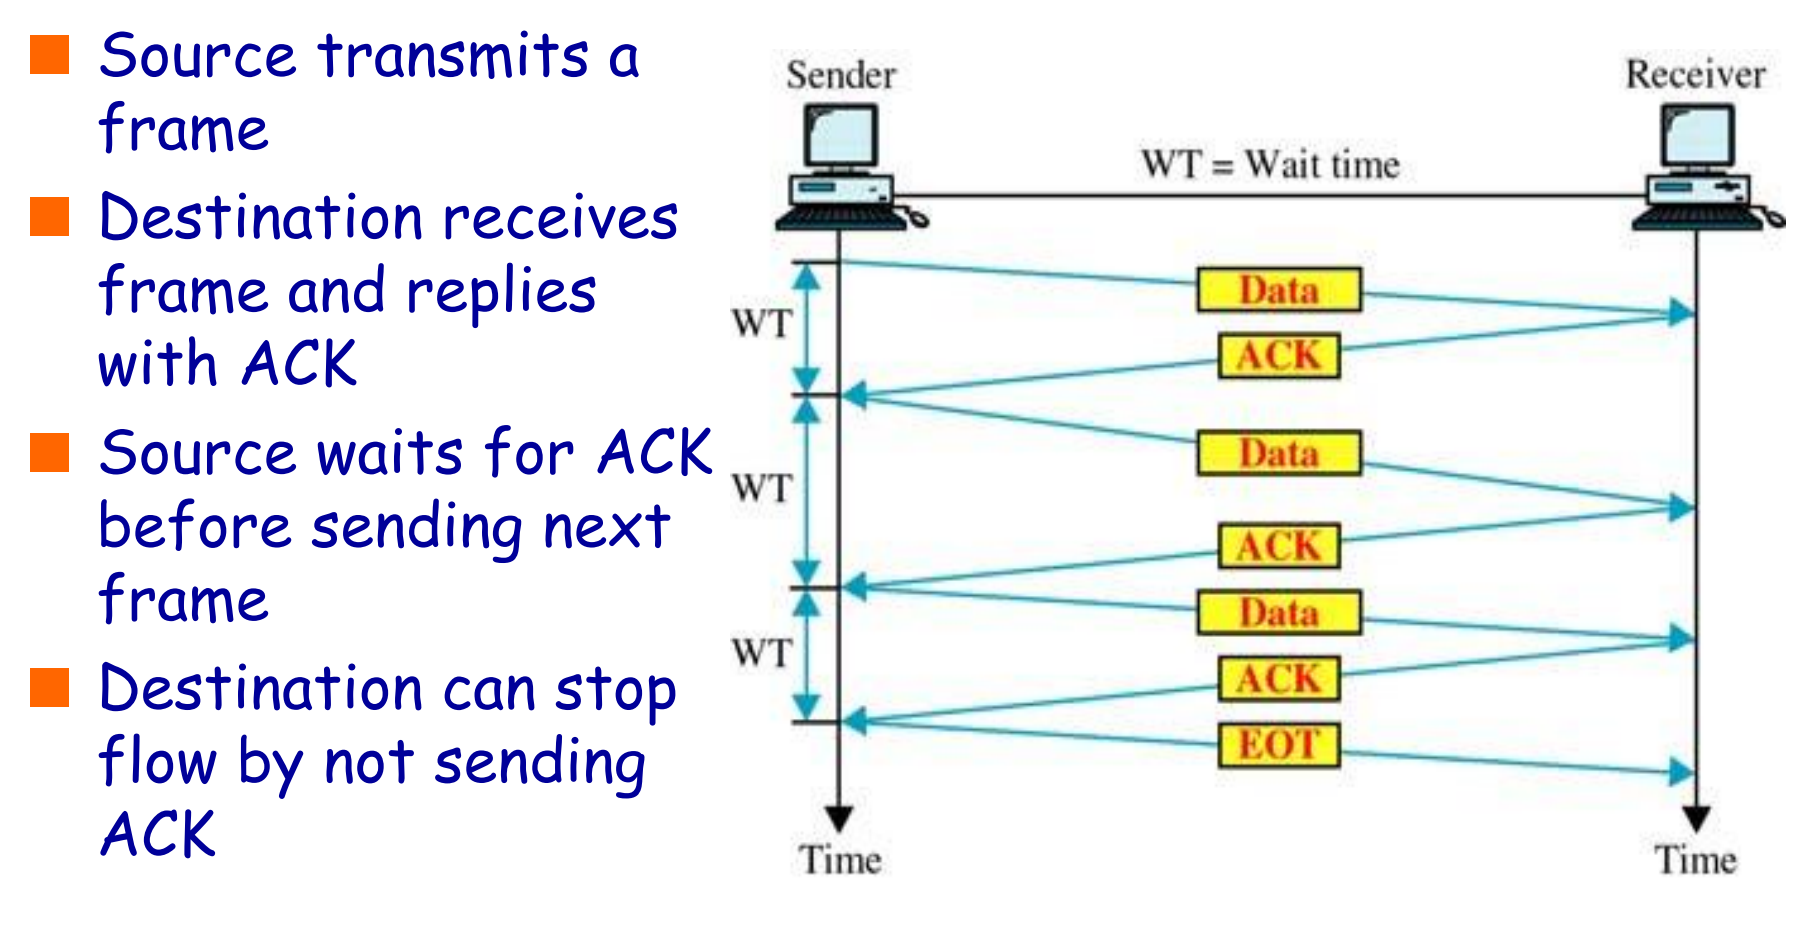 Source transmits a
frame
Destination receives
frame and replies
with ACK
Source waits for ACK
before sending next
frame
Destination can stop
flow by not sending
ACK
Sender
Receiver
WT = Wait time
Data
WT
ACK
Data
WT
ACK
Data
WT
ACK
EOT
Time
Time